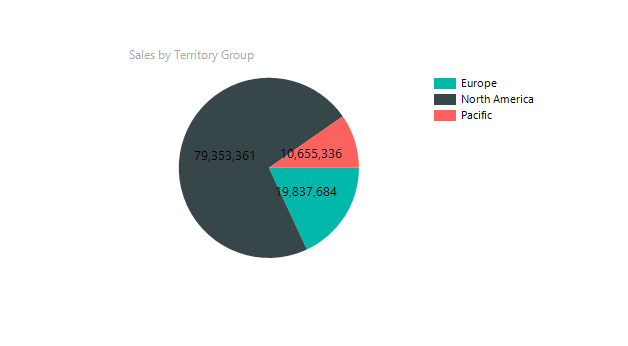 Sales by Territory Group
Europe
North America
Pacific
79,353,361
10,655,336
19,837,684